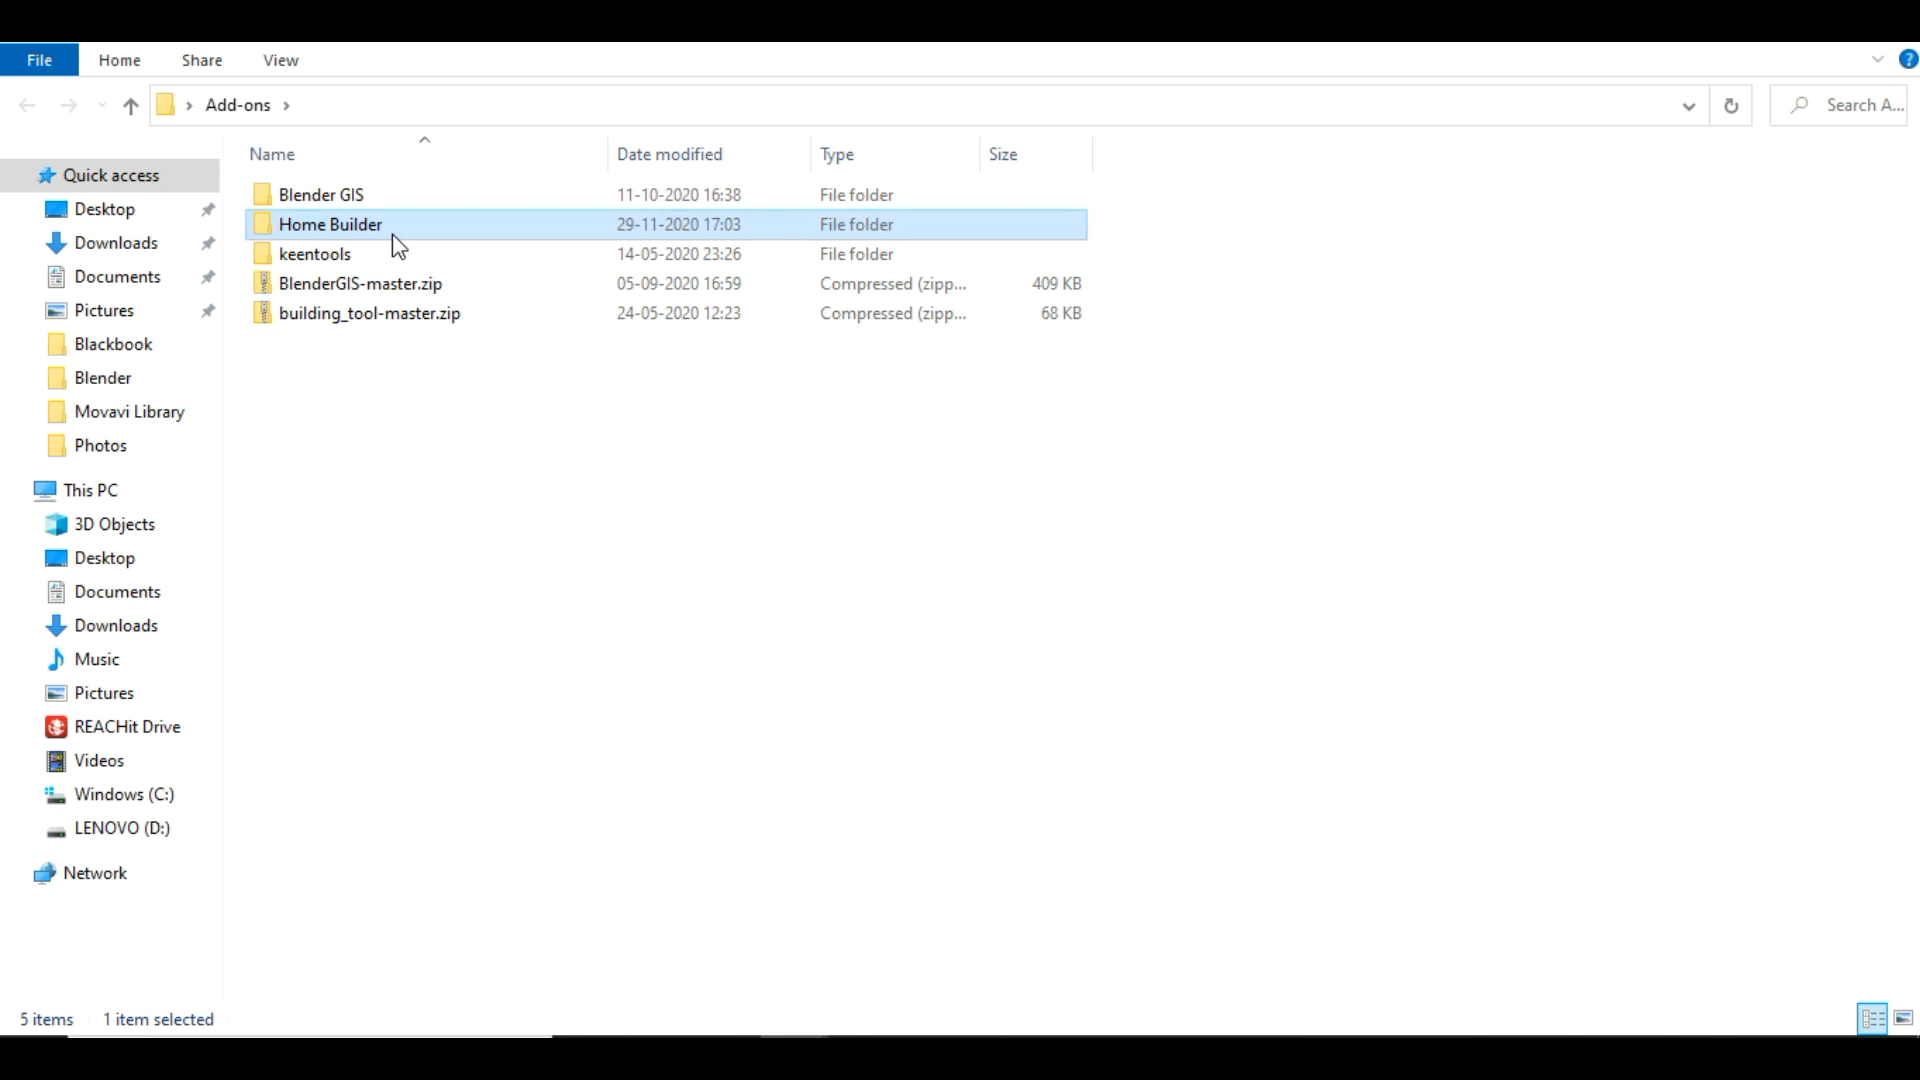 File Home Share View ?
Add-ons Search A...
Name Date modified Type Size
Quick access
Desktop
Downloads
Documents
Pictures
Blackbook
Blender
Movavi Library
Photos
This PC
3D Objects
Desktop
Documents
Downloads
Music
Pictures
REACHit Drive
Videos
Windows (C:)
LENOVO (D:)
Network
Blender GIS 11-10-2020 16:38 File folder
Home Builder 29-11-2020 17:03 File folder
keentools 14-05-2020 23:26 File folder
BlenderGIS-master.zip 05-09-2020 16:59 Compressed (zipp... 409 KB
building_tool-master.zip 24-05-2020 12:23 Compressed (zipp... 68 KB
5 items 1 item selected